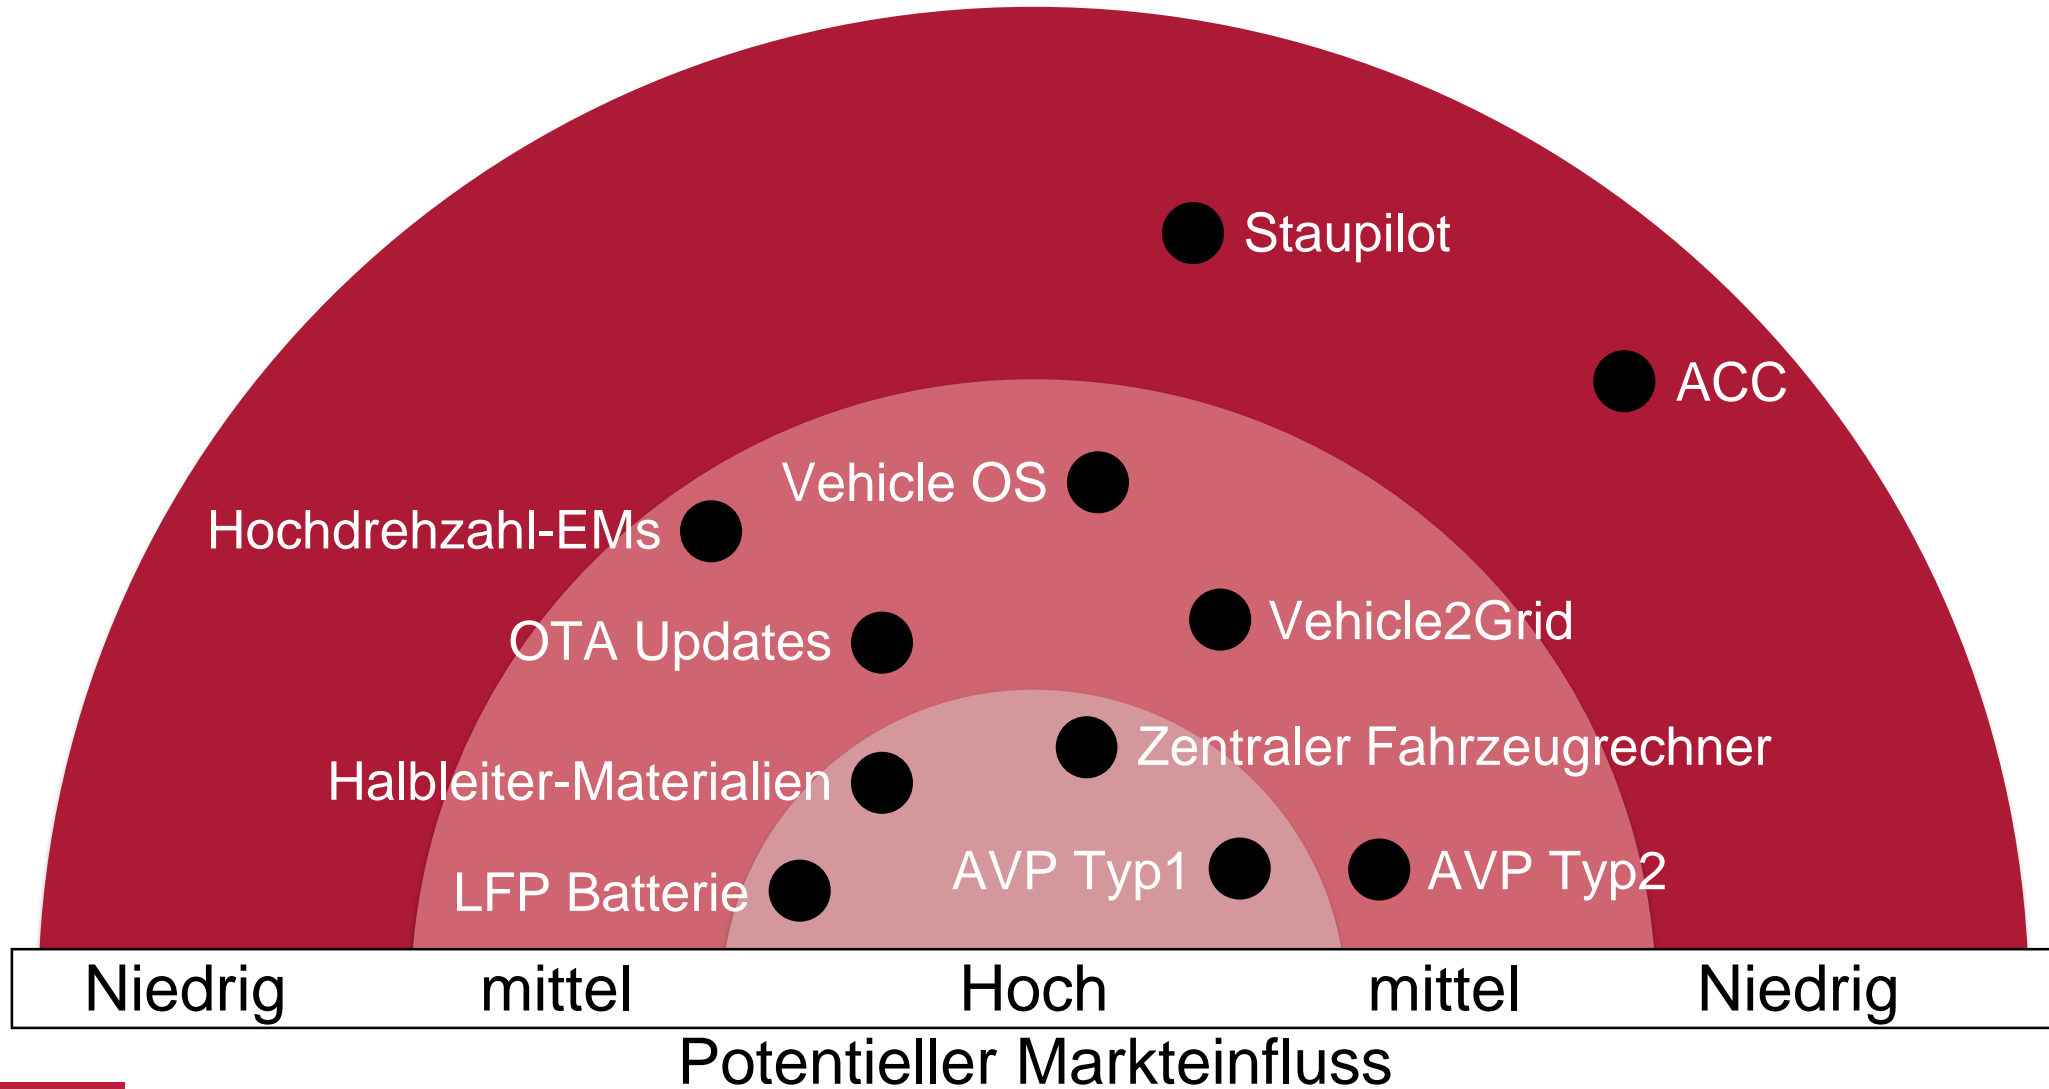 Staupilot
ACC
Vehicle OS
Hochdrehzahl-EMs
Vehicle2Grid
OTA Updates
Zentraler Fahrzeugrechner
Halbleiter-Materialien
AVP Typ1
AVP Typ2
LFP Batterie
Niedrig mittel Hoch mittel Niedrig
Potentieller Markteinfluss